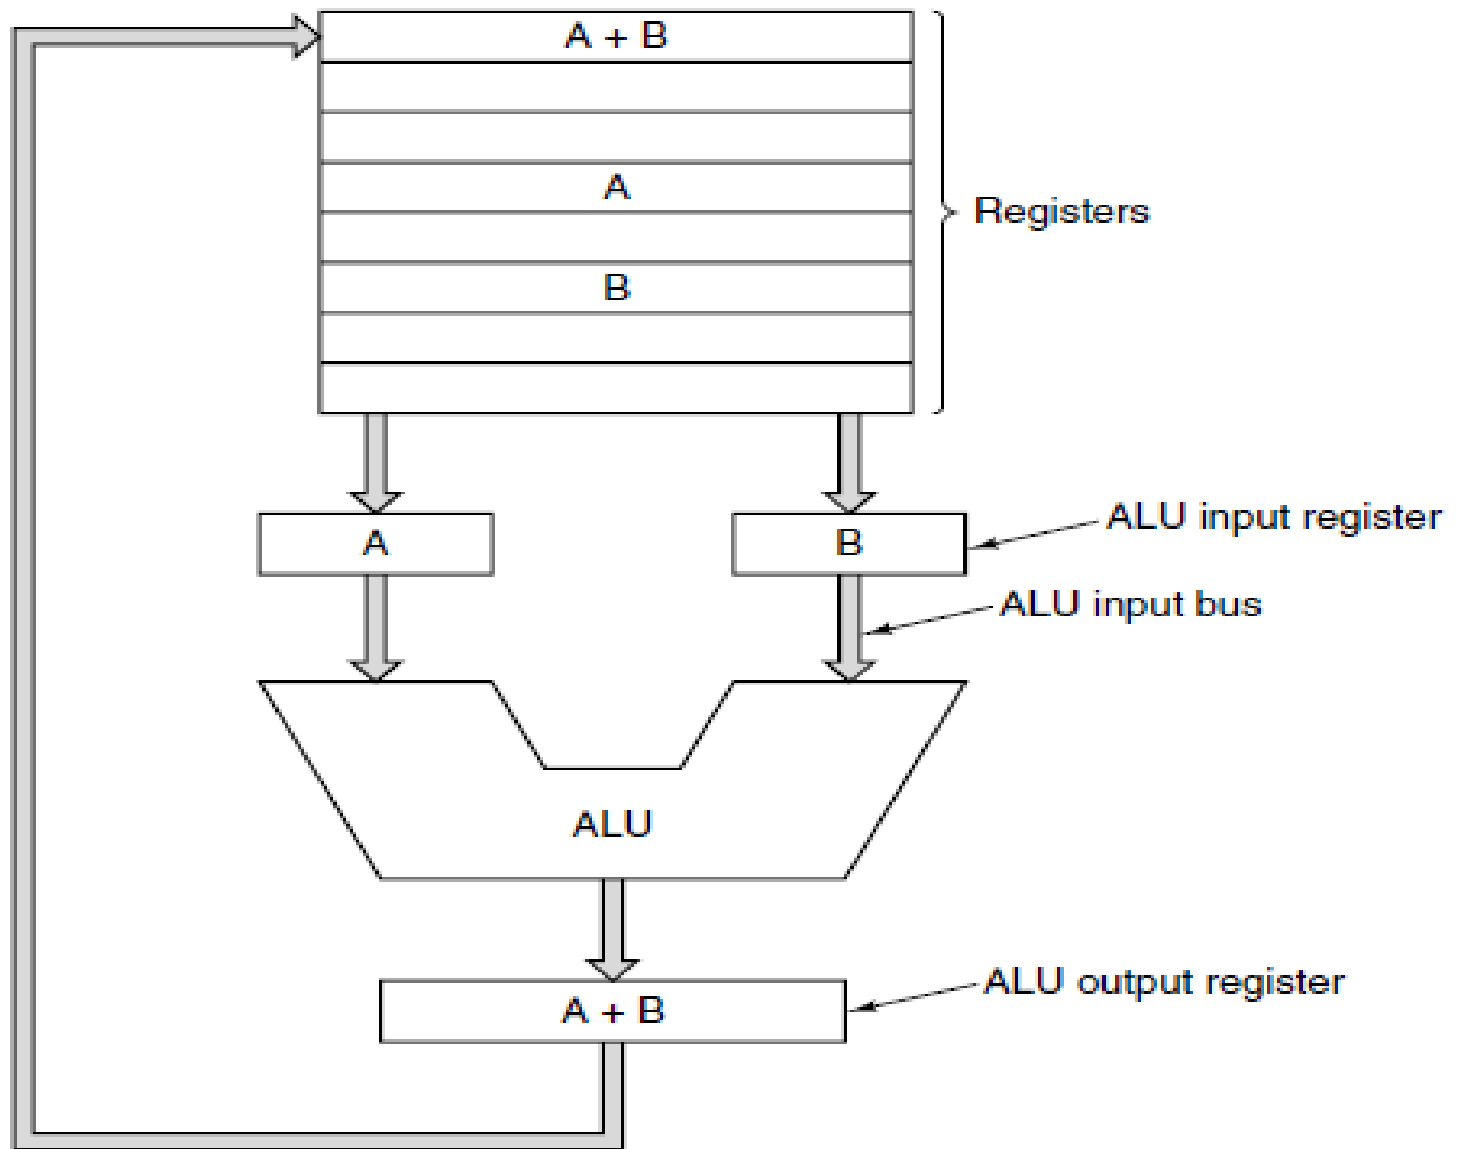 A + B
A
Registers
B
A
B
ALU input register
ALU input bus
ALU
A + B
ALU output register